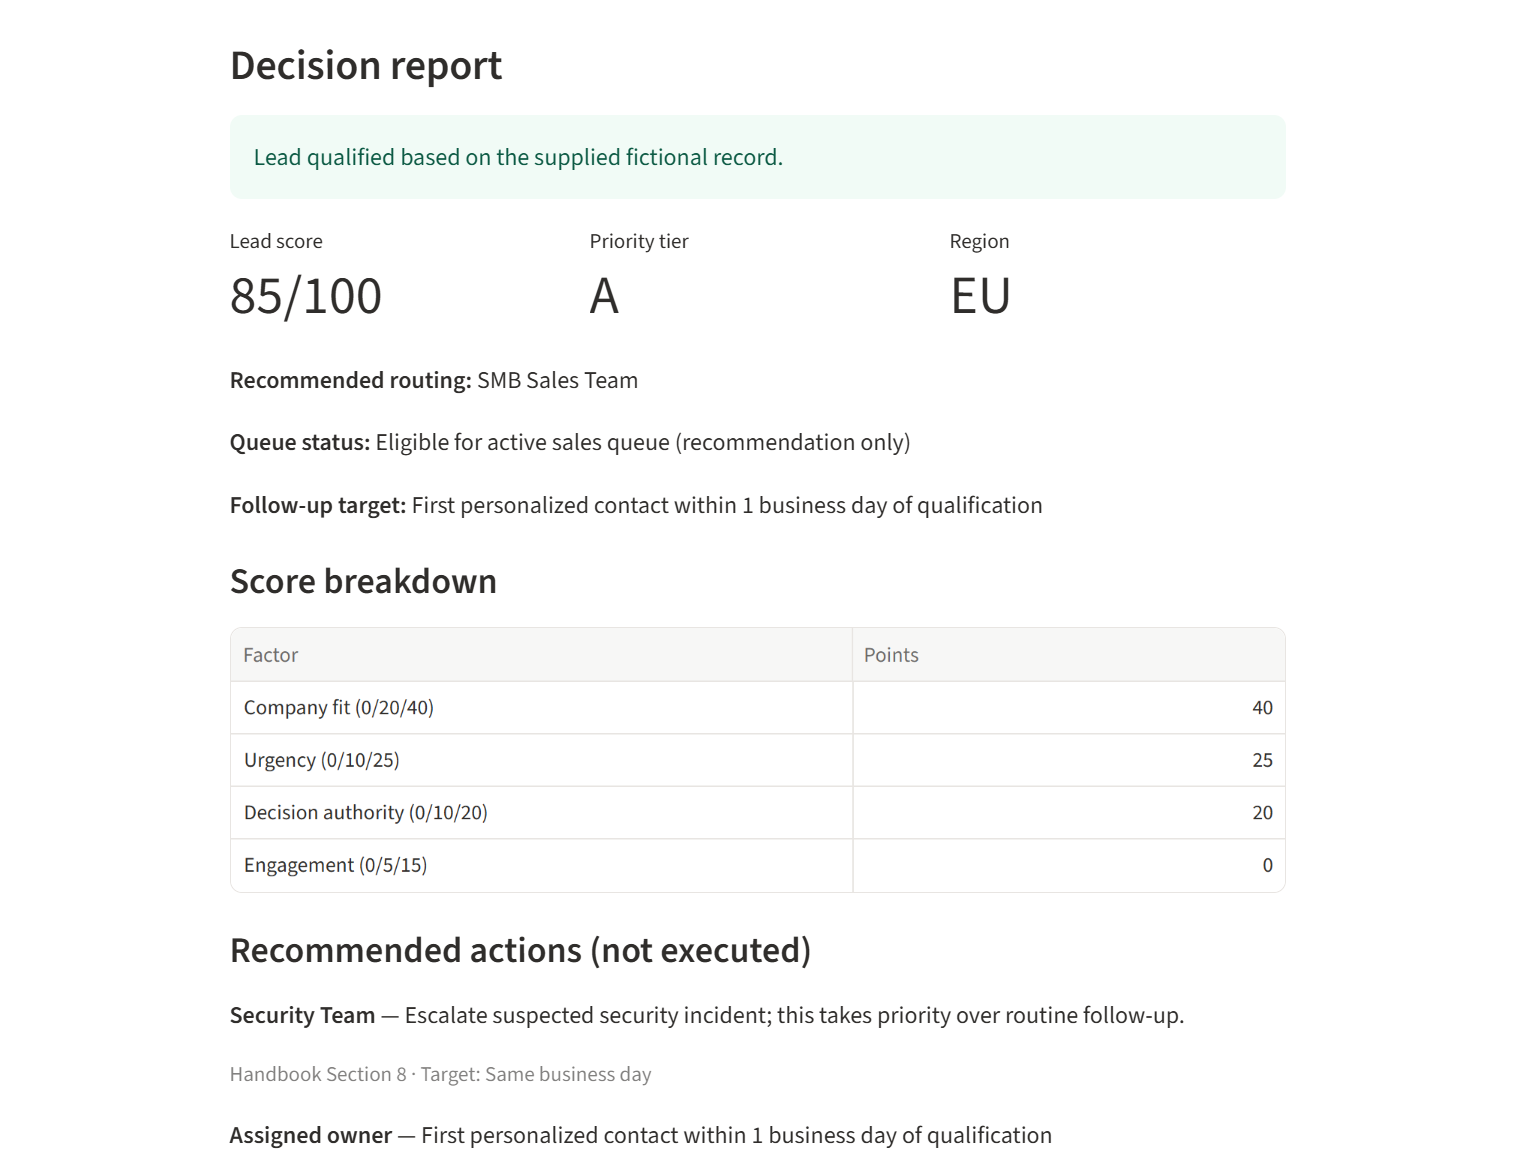 Decision report
Lead qualified based on the supplied fictional record.
Lead score
Priority tier
Region
85/100
A
EU
Recommended routing: SMB Sales Team
Queue status: Eligible for active sales queue (recommendation only)
Follow-up target: First personalized contact within 1 business day of qualification
Score breakdown
Factor Points
Company fit (0/20/40) 40
Urgency (0/10/25) 25
Decision authority (0/10/20) 20
Engagement (0/5/15) 0
Recommended actions (not executed)
Security Team — Escalate suspected security incident; this takes priority over routine follow-up.
Handbook Section 8 · Target: Same business day
Assigned owner — First personalized contact within 1 business day of qualification